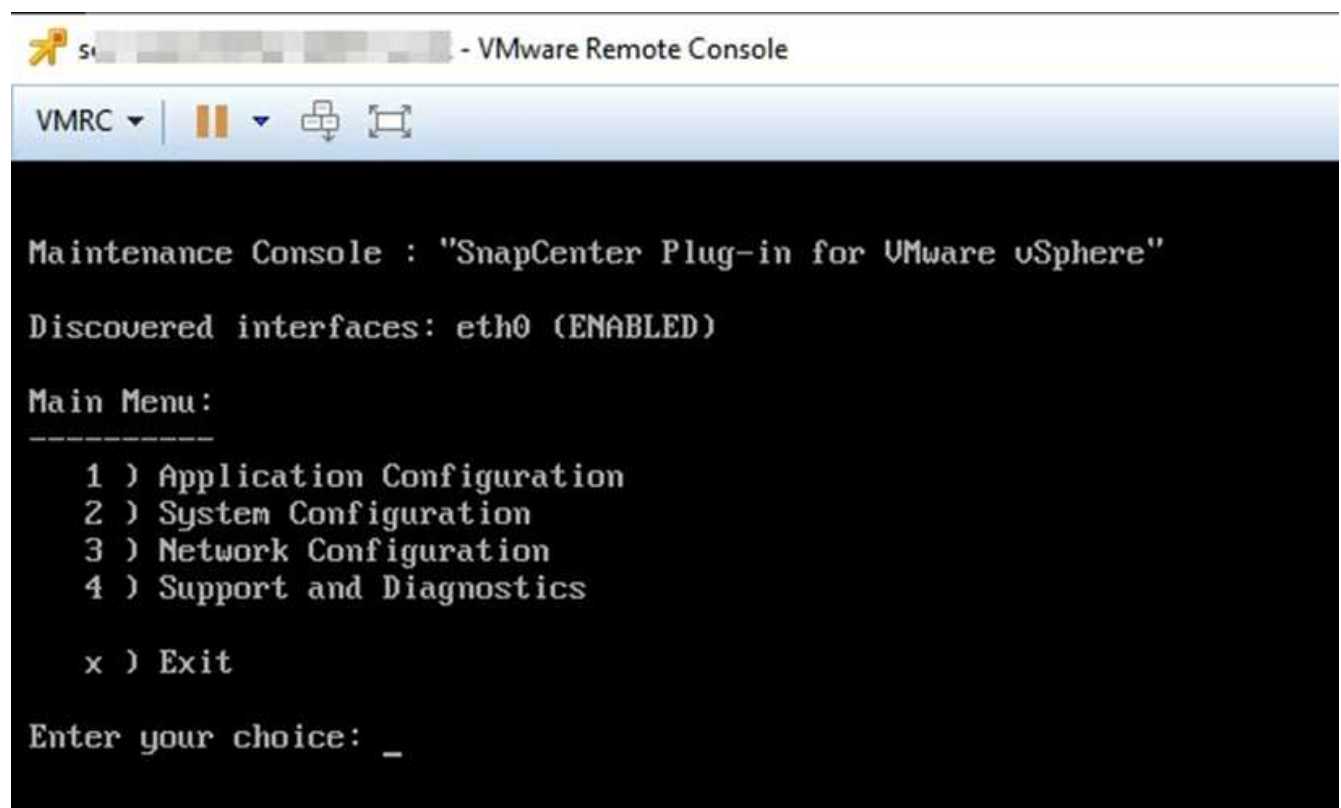 - VMware Remote Console
VMRC
Maintenance Console : "SnapCenter Plug-in for VMware vSphere"
Discovered interfaces: eth0 (ENABLED)
Main Menu:
----------
1 ) Application Configuration
2 ) System Configuration
3 ) Network Configuration
4 ) Support and Diagnostics
x ) Exit
Enter your choice: _